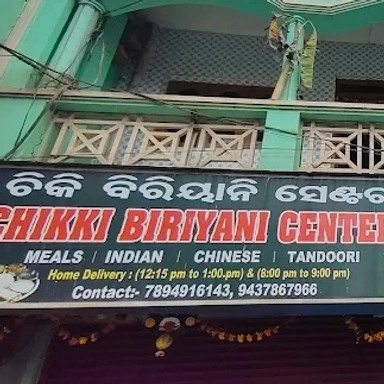 ଚିକି ବିରିୟାନି ସେଣ୍ଟର
CHIKKI BIRIYANI CENTER
MEALS | INDIAN | CHINESE | TANDOORI
Home Delivery : (12:15 pm to 1:00.pm) & (8:00 pm to 9:00 pm)
Contact:- 7894916143, 9437867966